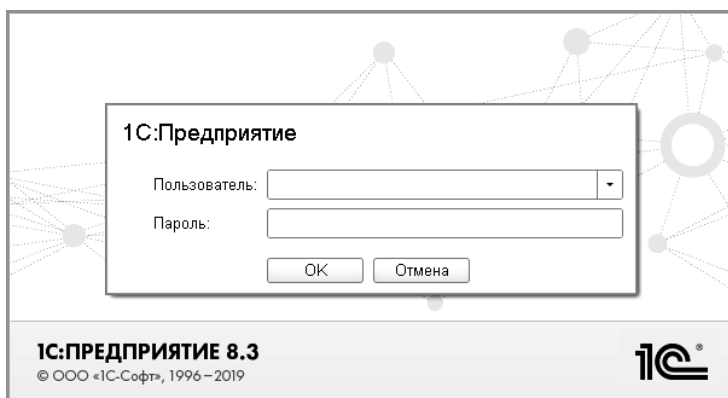 1С:Предприятие
Пользователь:
Пароль:
OK
Отмена
1С:ПРЕДПРИЯТИЕ 8.3
© ООО «1С-Софт», 1996–2019
1С®